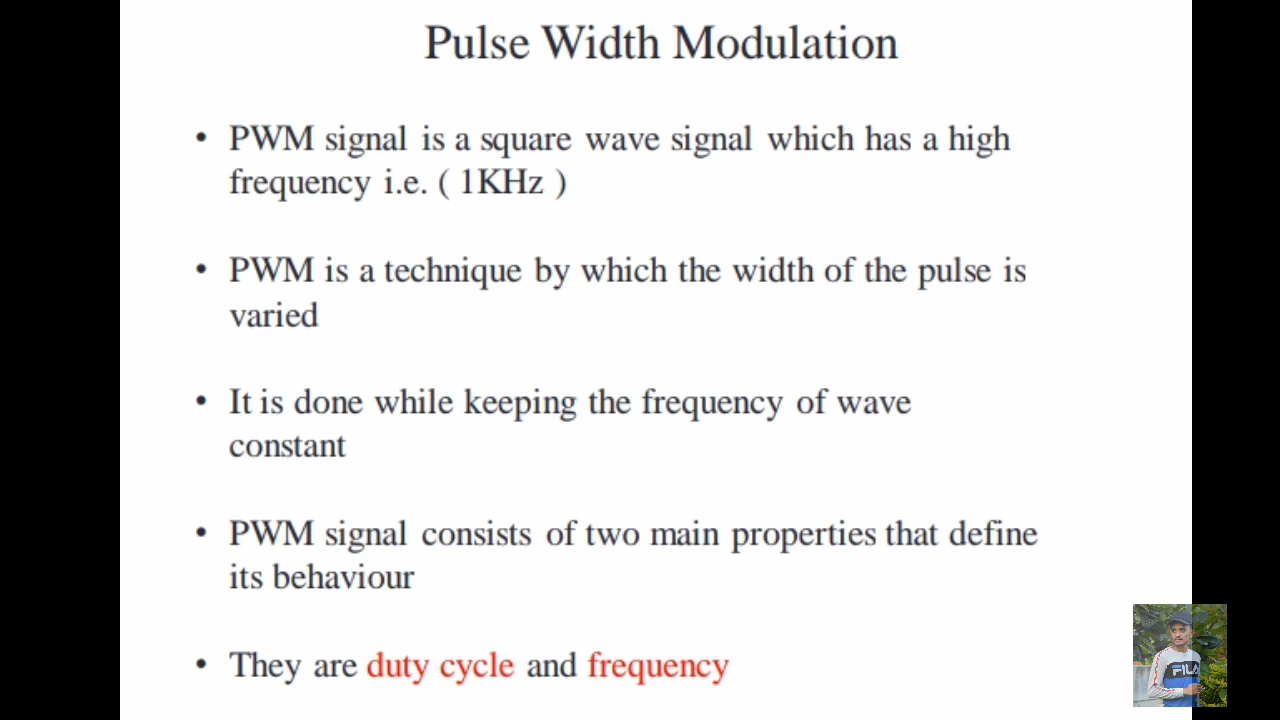 Pulse Width Modulation
• PWM signal is a square wave signal which has a high
frequency i.e. ( 1KHz )
• PWM is a technique by which the width of the pulse is
varied
• It is done while keeping the frequency of wave
constant
• PWM signal consists of two main properties that define
its behaviour
• They are duty cycle and frequency
FILA